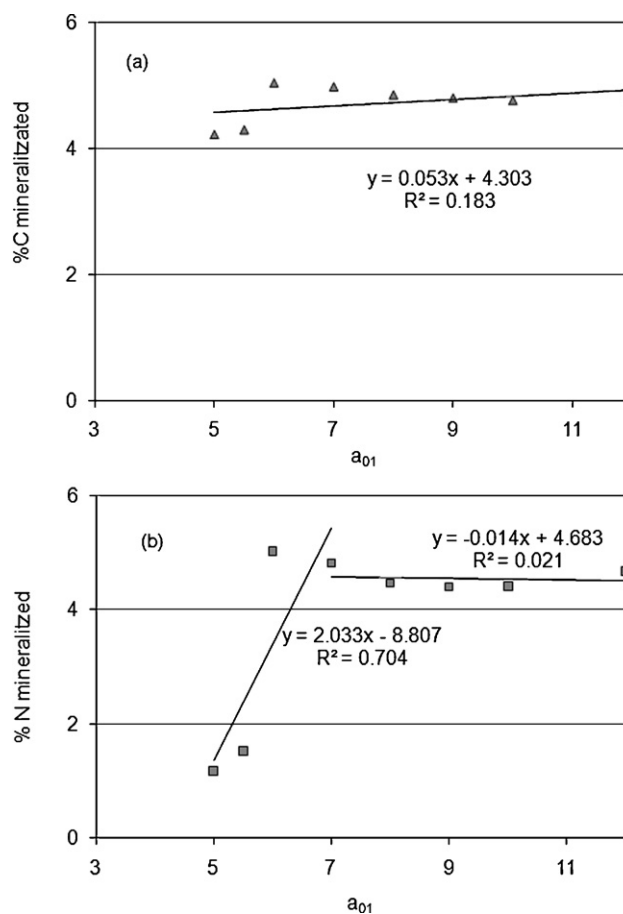 6
(a)
4
y = 0.053x + 4.303
R² = 0.183
%C mineralitzated
2
0
3 5 7 9 11
a01
6
(b)
y = -0.014x + 4.683
R² = 0.021
4
y = 2.033x - 8.807
R² = 0.704
% N mineralitzed
2
0
3 5 7 9 11
a01